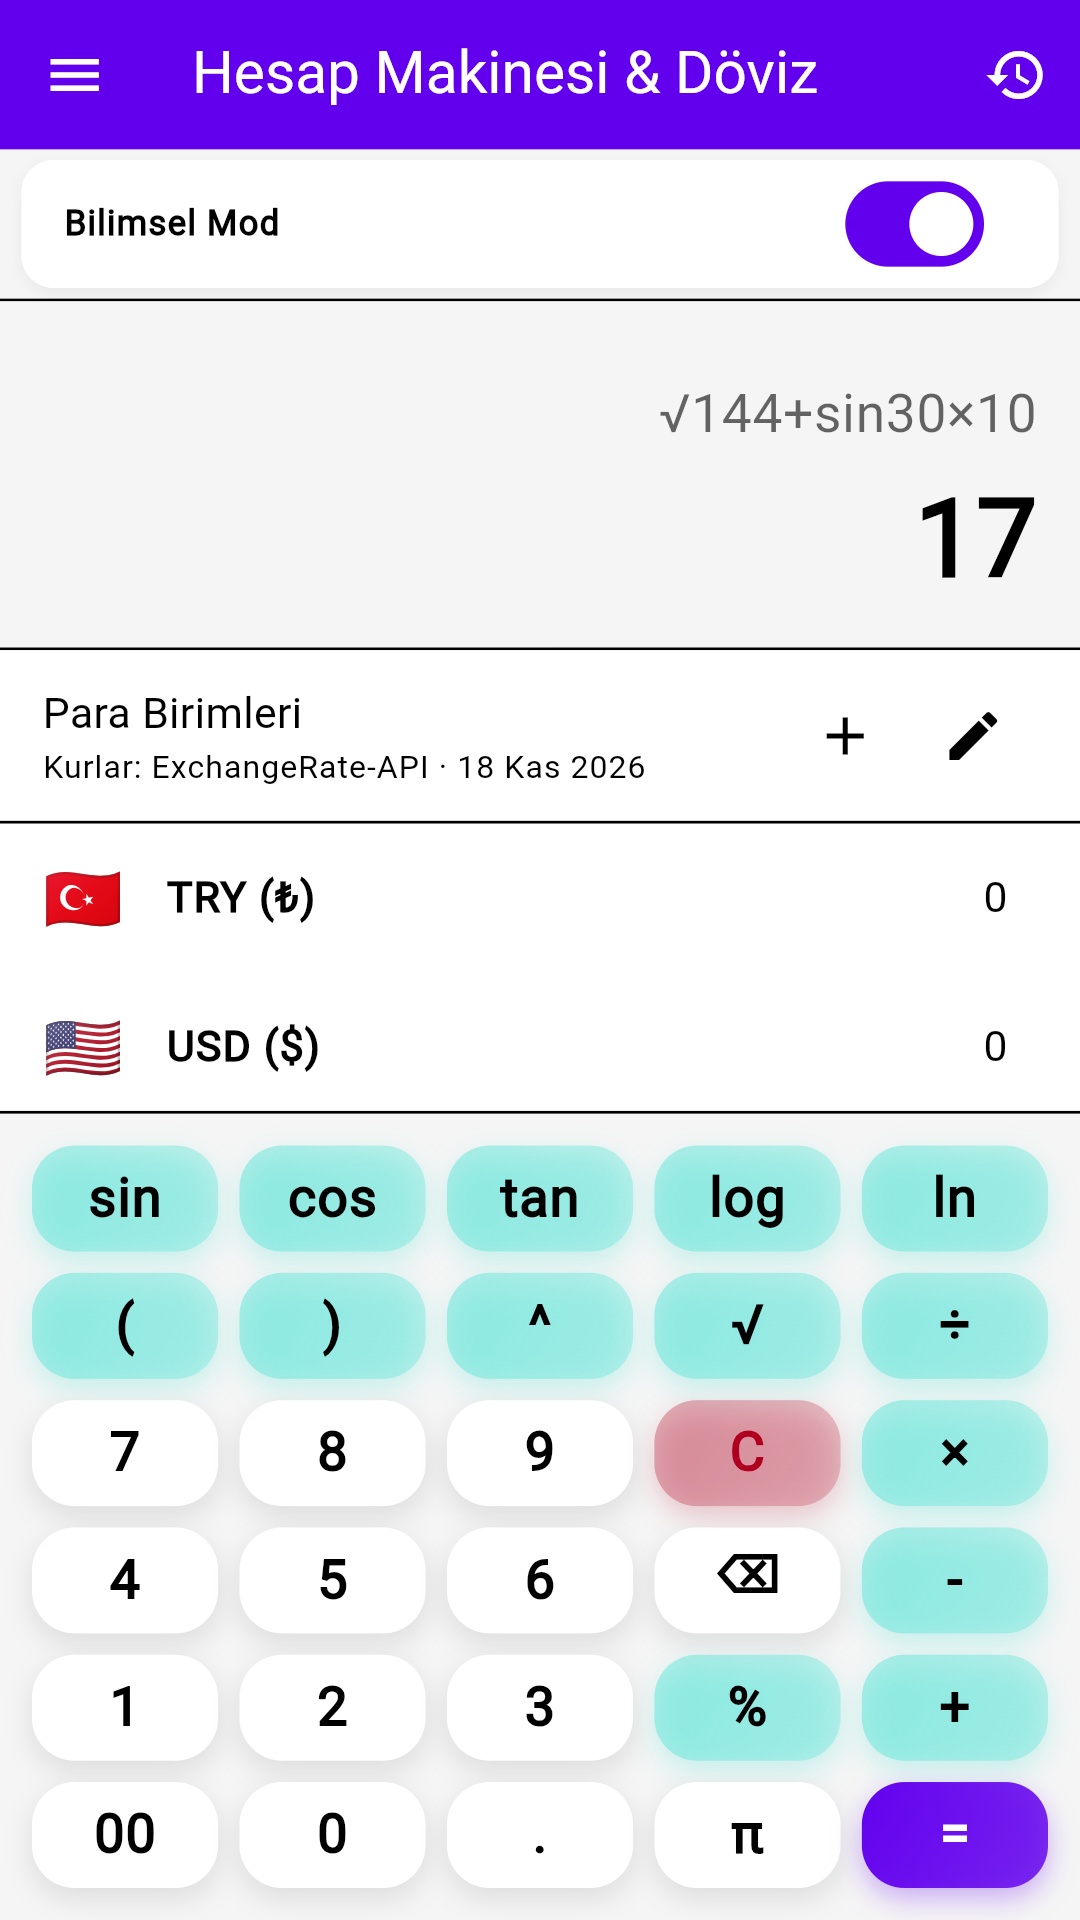 Hesap Makinesi & Döviz
Bilimsel Mod
√144+sin30×10
17
Para Birimleri
Kurlar: ExchangeRate-API · 18 Kas 2026
TRY (₺) 0
USD ($) 0
sin cos tan log ln
( ) ^ √ ÷
7 8 9 C ×
4 5 6 ⌫ -
1 2 3 % +
00 0 . π =